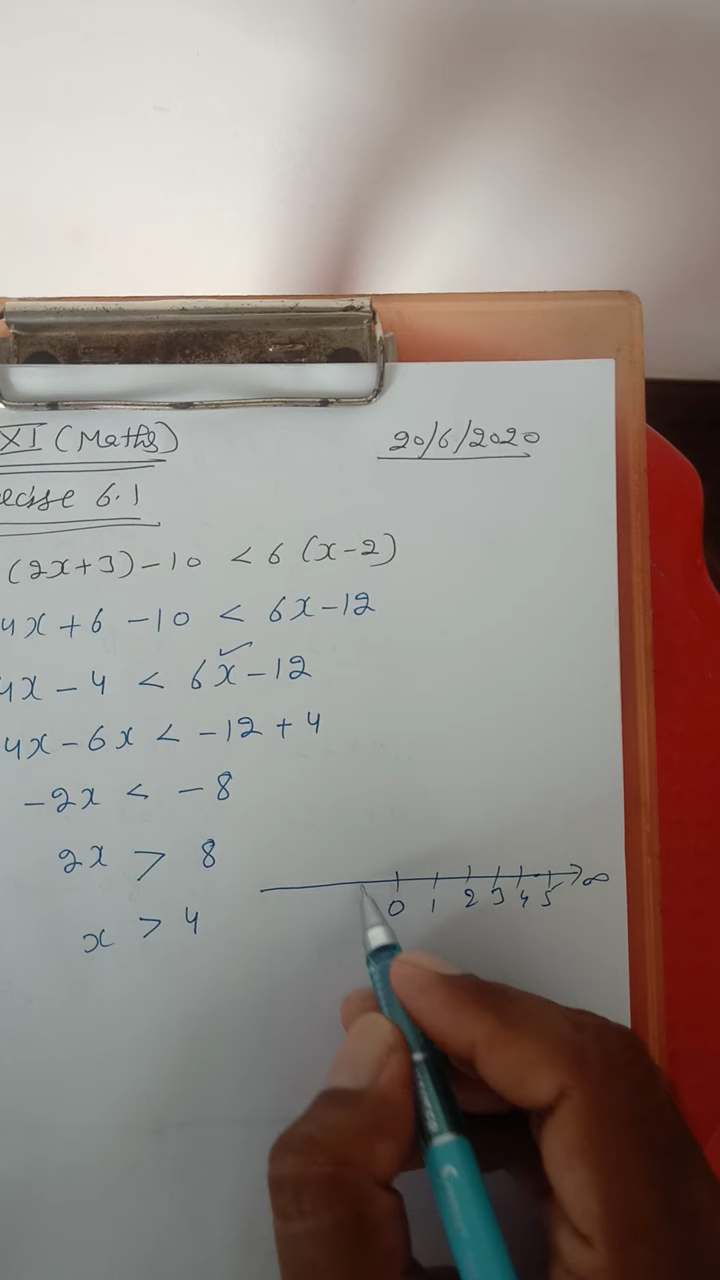 XI (Maths)
20/6/2020
ecise 6.1
(2x+3)-10 < 6 (x-2)
4x + 6 - 10 < 6x-12
4x - 4 < 6x - 12
4x - 6x < -12 + 4
-2x < -8
2x > 8
x > 4
∞
0 1 2 3 4 5